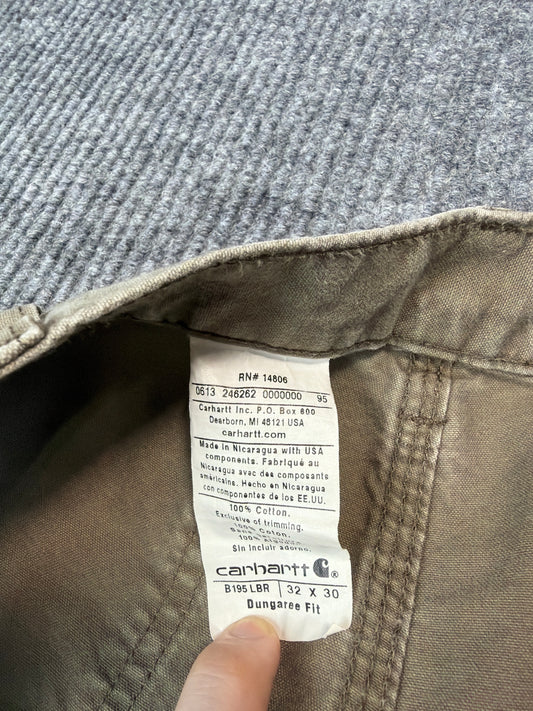 RN# 14806
0613 246262 0000000 95
Carhartt Inc. P.O. Box 600
Dearborn, MI 48121 USA
carhartt.com
Made in Nicaragua with USA
components. Fabriqué au
Nicaragua avec des composants
américains. Hecho en Nicaragua
con componentes de los EE.UU.
100% Cotton.
Exclusive of trimming.
100% Coton.
Sin incluir adorno.
carhartt
B195 LBR 32 X 30
Dungaree Fit